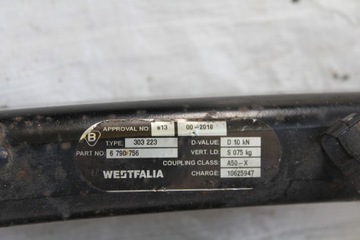 B
APPROVAL NO e13 00-2016
TYPE 303 223 D-VALUE: D 10 kN
PART NO 6 790 756 VERT. LD: S 075 kg
COUPLING CLASS: A50-X
WESTFALIA CHARGE: 10625947